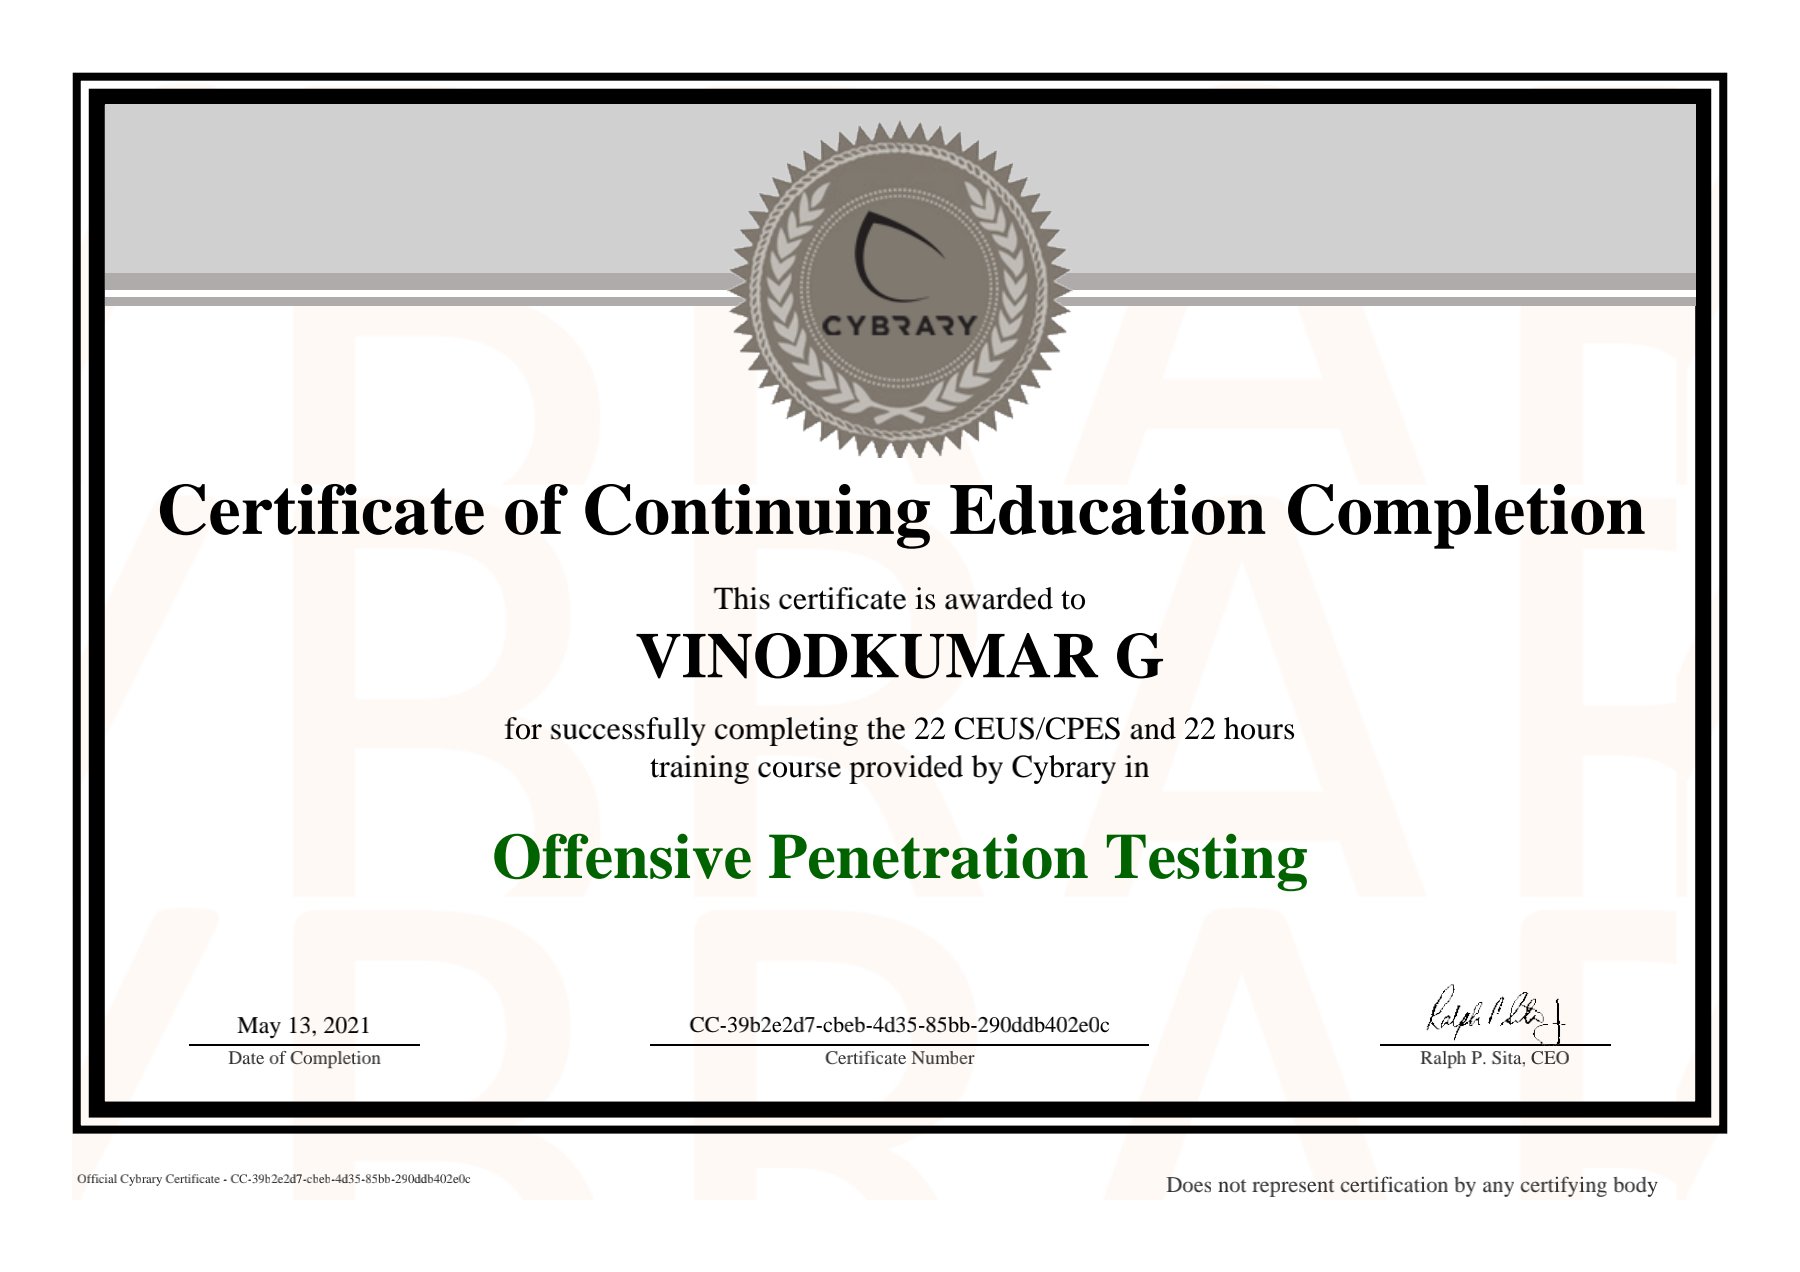 CYBRARY
Certificate of Continuing Education Completion
This certificate is awarded to
VINODKUMAR G
for successfully completing the 22 CEUS/CPES and 22 hours
training course provided by Cybrary in
Offensive Penetration Testing
May 13, 2021
Date of Completion
CC-39b2e2d7-cbeb-4d35-85bb-290ddb402e0c
Certificate Number
Ralph P. Sita, CEO
Official Cybrary Certificate - CC-39b2e2d7-cbeb-4d35-85bb-290ddb402e0c
Does not represent certification by any certifying body